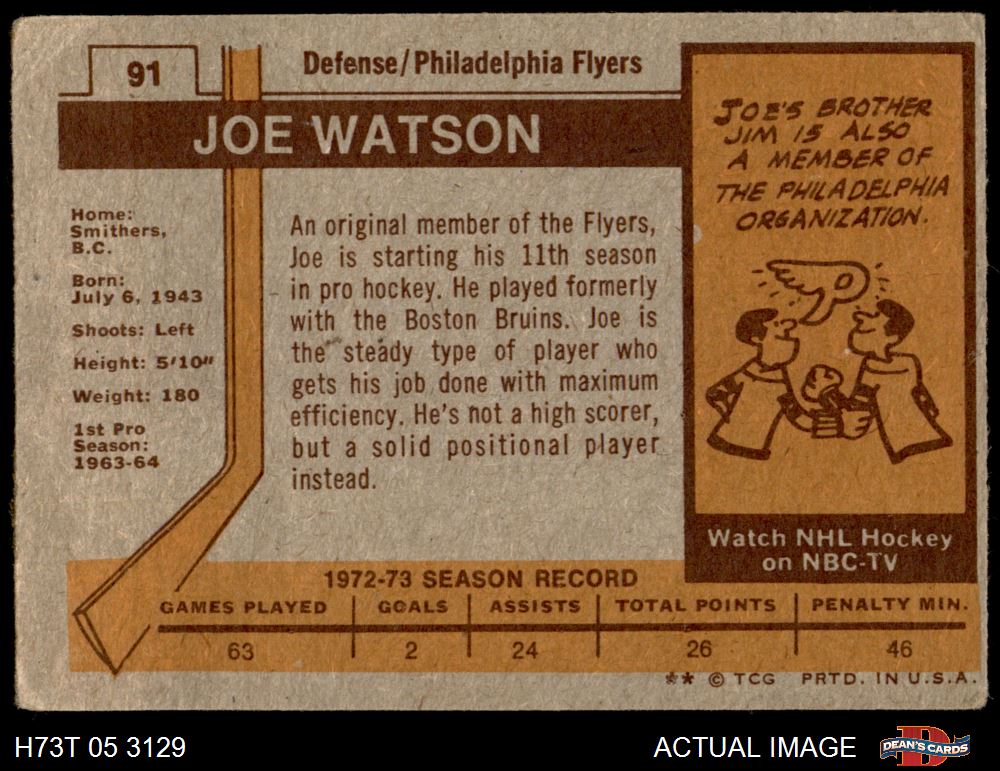 91
Defense/Philadelphia Flyers
JOE WATSON
Home:
Smithers,
B.C.
Born:
July 6, 1943
Shoots: Left
Height: 5'10"
Weight: 180
1st Pro
Season:
1963-64
An original member of the Flyers,
Joe is starting his 11th season
in pro hockey. He played formerly
with the Boston Bruins. Joe is
the steady type of player who
gets his job done with maximum
efficiency. He's not a high scorer,
but a solid positional player
instead.
JOE'S BROTHER
JIM IS ALSO
A MEMBER OF
THE PHILADELPHIA
ORGANIZATION.
Watch NHL Hockey
on NBC-TV
1972-73 SEASON RECORD
GAMES PLAYED GOALS ASSISTS TOTAL POINTS PENALTY MIN.
63 2 24 26 46
** © TCG PRTD. IN U.S.A.
H73T 05 3129
ACTUAL IMAGE
DEAN'S CARDS